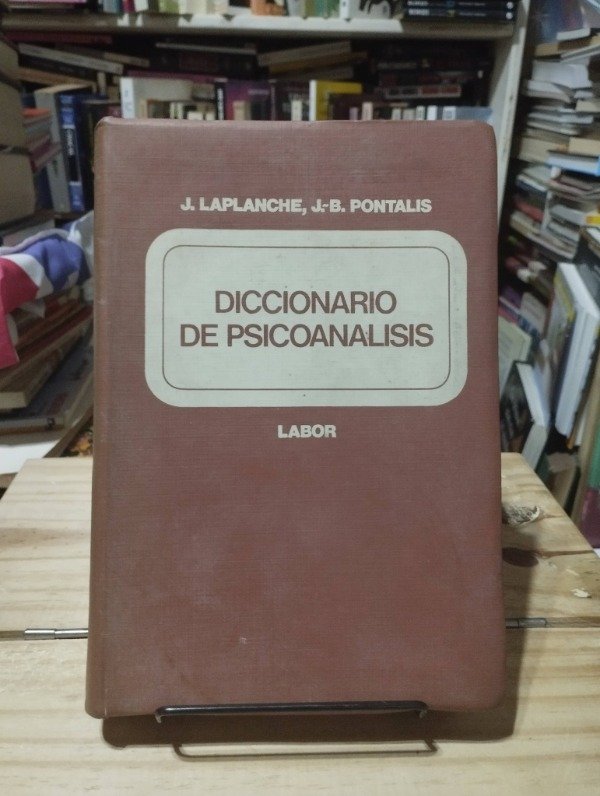 J. LAPLANCHE, J.-B. PONTALIS
DICCIONARIO
DE PSICOANALISIS
LABOR